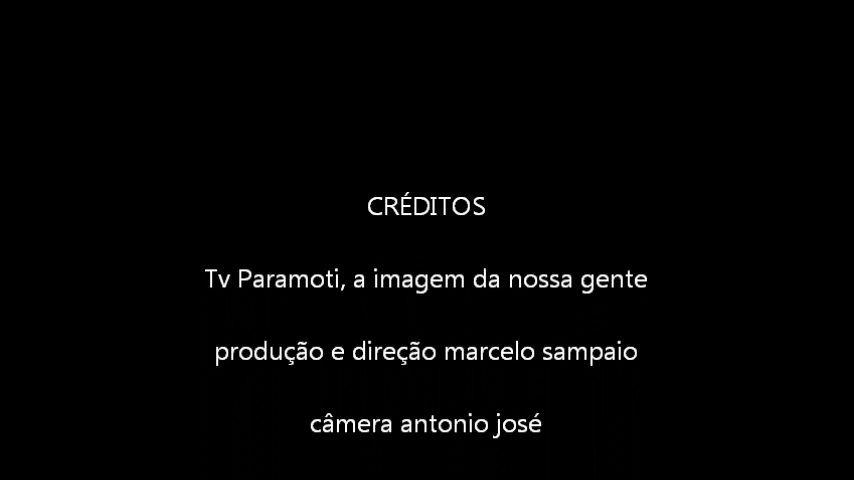 CRÉDITOS
Tv Paramoti, a imagem da nossa gente
produção e direção marcelo sampaio
câmera antonio josé